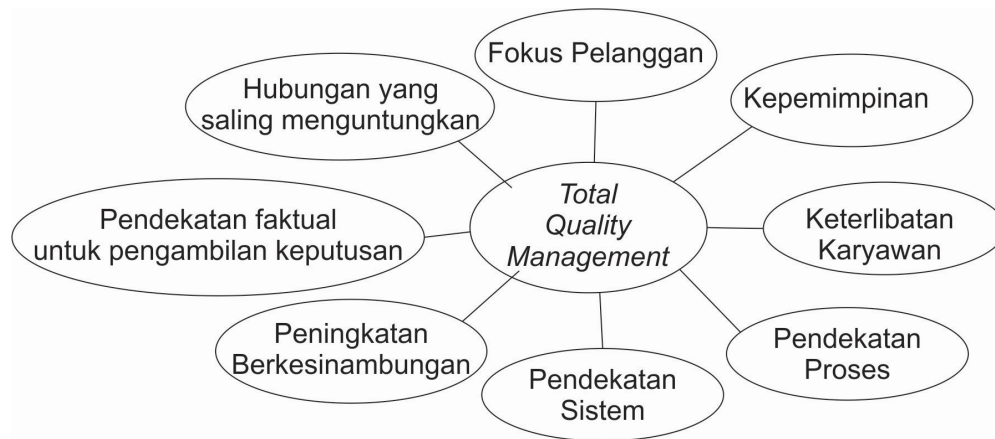 Fokus Pelanggan
Kepemimpinan
Keterlibatan
Karyawan
Pendekatan
Proses
Pendekatan
Sistem
Peningkatan
Berkesinambungan
Pendekatan faktual
untuk pengambilan keputusan
Hubungan yang
saling menguntungkan
Total
Quality
Management